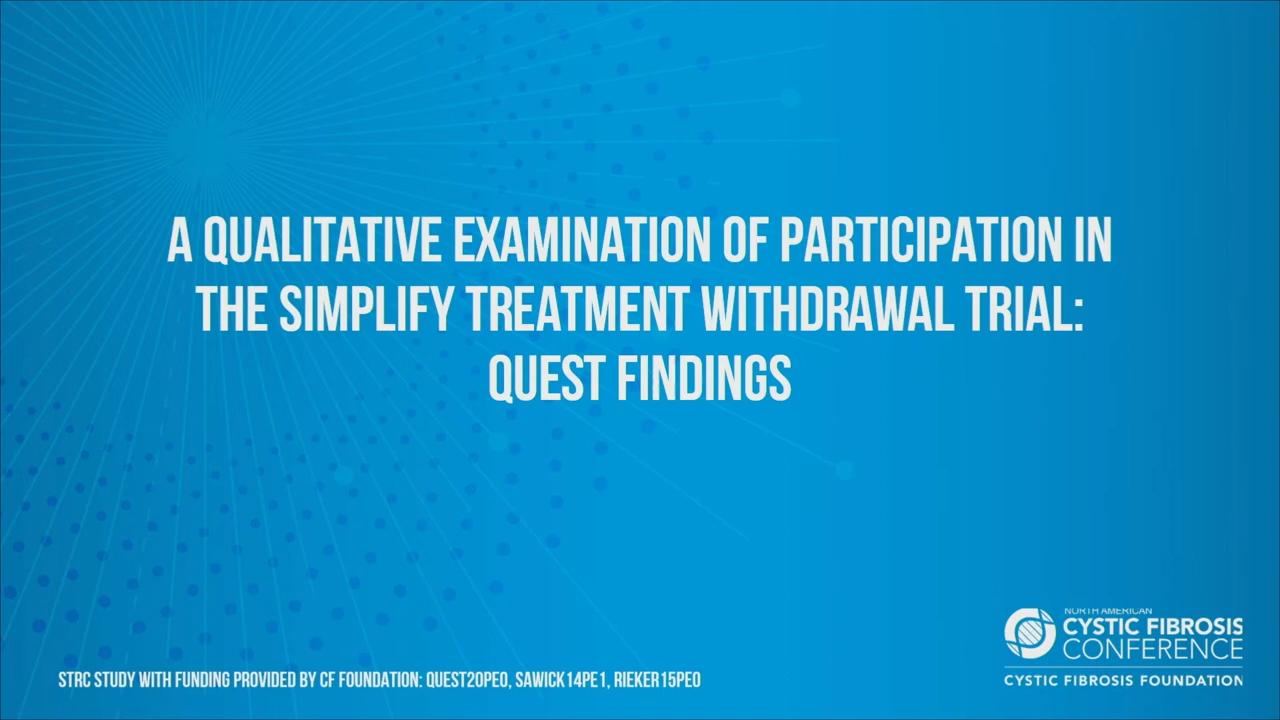 A QUALITATIVE EXAMINATION OF PARTICIPATION IN
THE SIMPLIFY TREATMENT WITHDRAWAL TRIAL:
QUEST FINDINGS
NORTH AMERICAN
CYSTIC FIBROSIS
CONFERENCE
CYSTIC FIBROSIS FOUNDATION
STRC STUDY WITH FUNDING PROVIDED BY CF FOUNDATION: QUEST20PE0, SAWICK14PE1, RIEKER15PE0